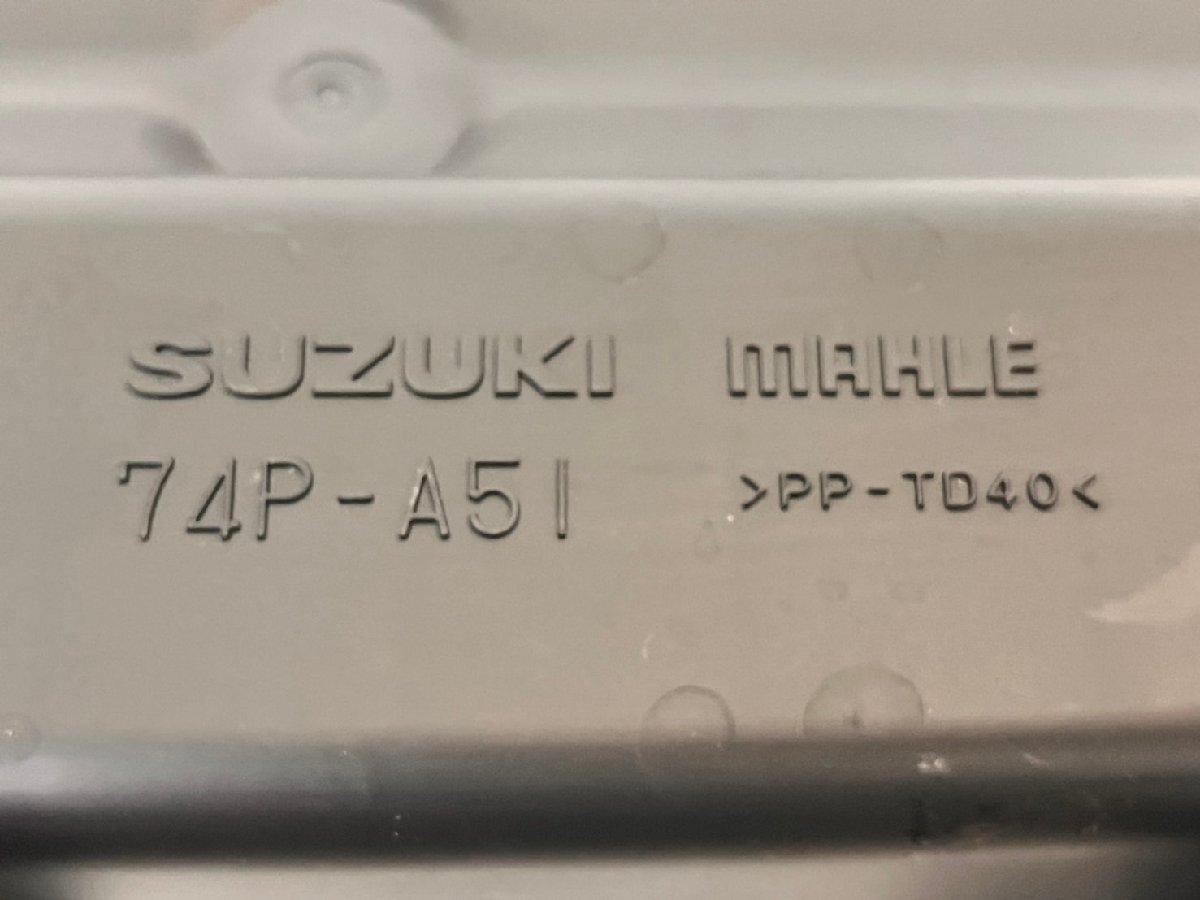 SUZUKI MAHLE
74P-A51 >PP-TD40<